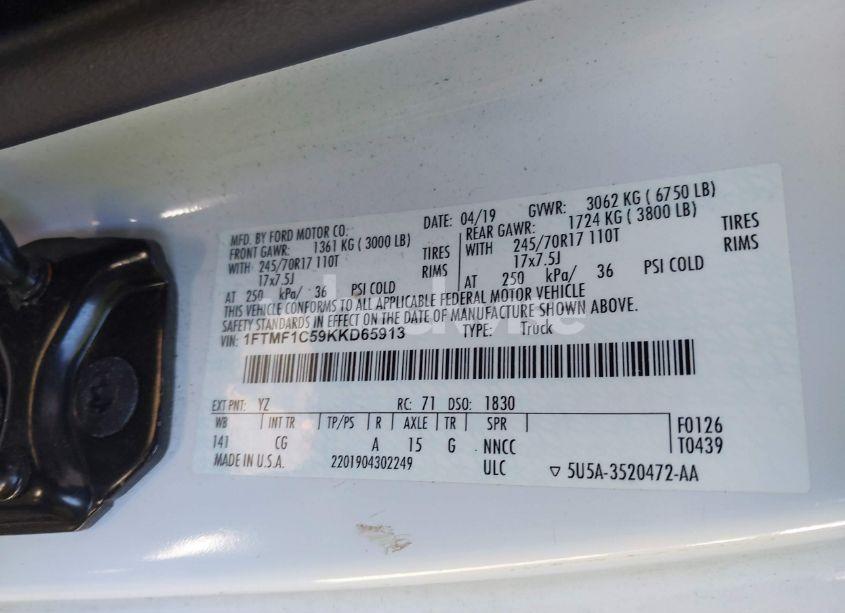 MFD. BY FORD MOTOR CO. DATE: 04/19 GVWR: 3062 KG ( 6750 LB)
FRONT GAWR: 1361 KG ( 3000 LB) REAR GAWR: 1724 KG ( 3800 LB)
WITH 245/70R17 110T TIRES WITH 245/70R17 110T TIRES
17x7.5J RIMS 17x7.5J RIMS
AT 250 kPa/ 36 PSI COLD AT 250 kPa/ 36 PSI COLD
THIS VEHICLE CONFORMS TO ALL APPLICABLE FEDERAL MOTOR VEHICLE
SAFETY STANDARDS IN EFFECT ON THE DATE OF MANUFACTURE SHOWN ABOVE.
VIN: 1FTMF1C59KKD65913 TYPE: Truck
EXT PNT: YZ RC: 71 DSO: 1830
WB INT TR TP/PS R AXLE TR SPR F0126
141 CG A 15 G NNCC T0439
MADE IN U.S.A. 2201904302249 ULC ▽ 5U5A-3520472-AA